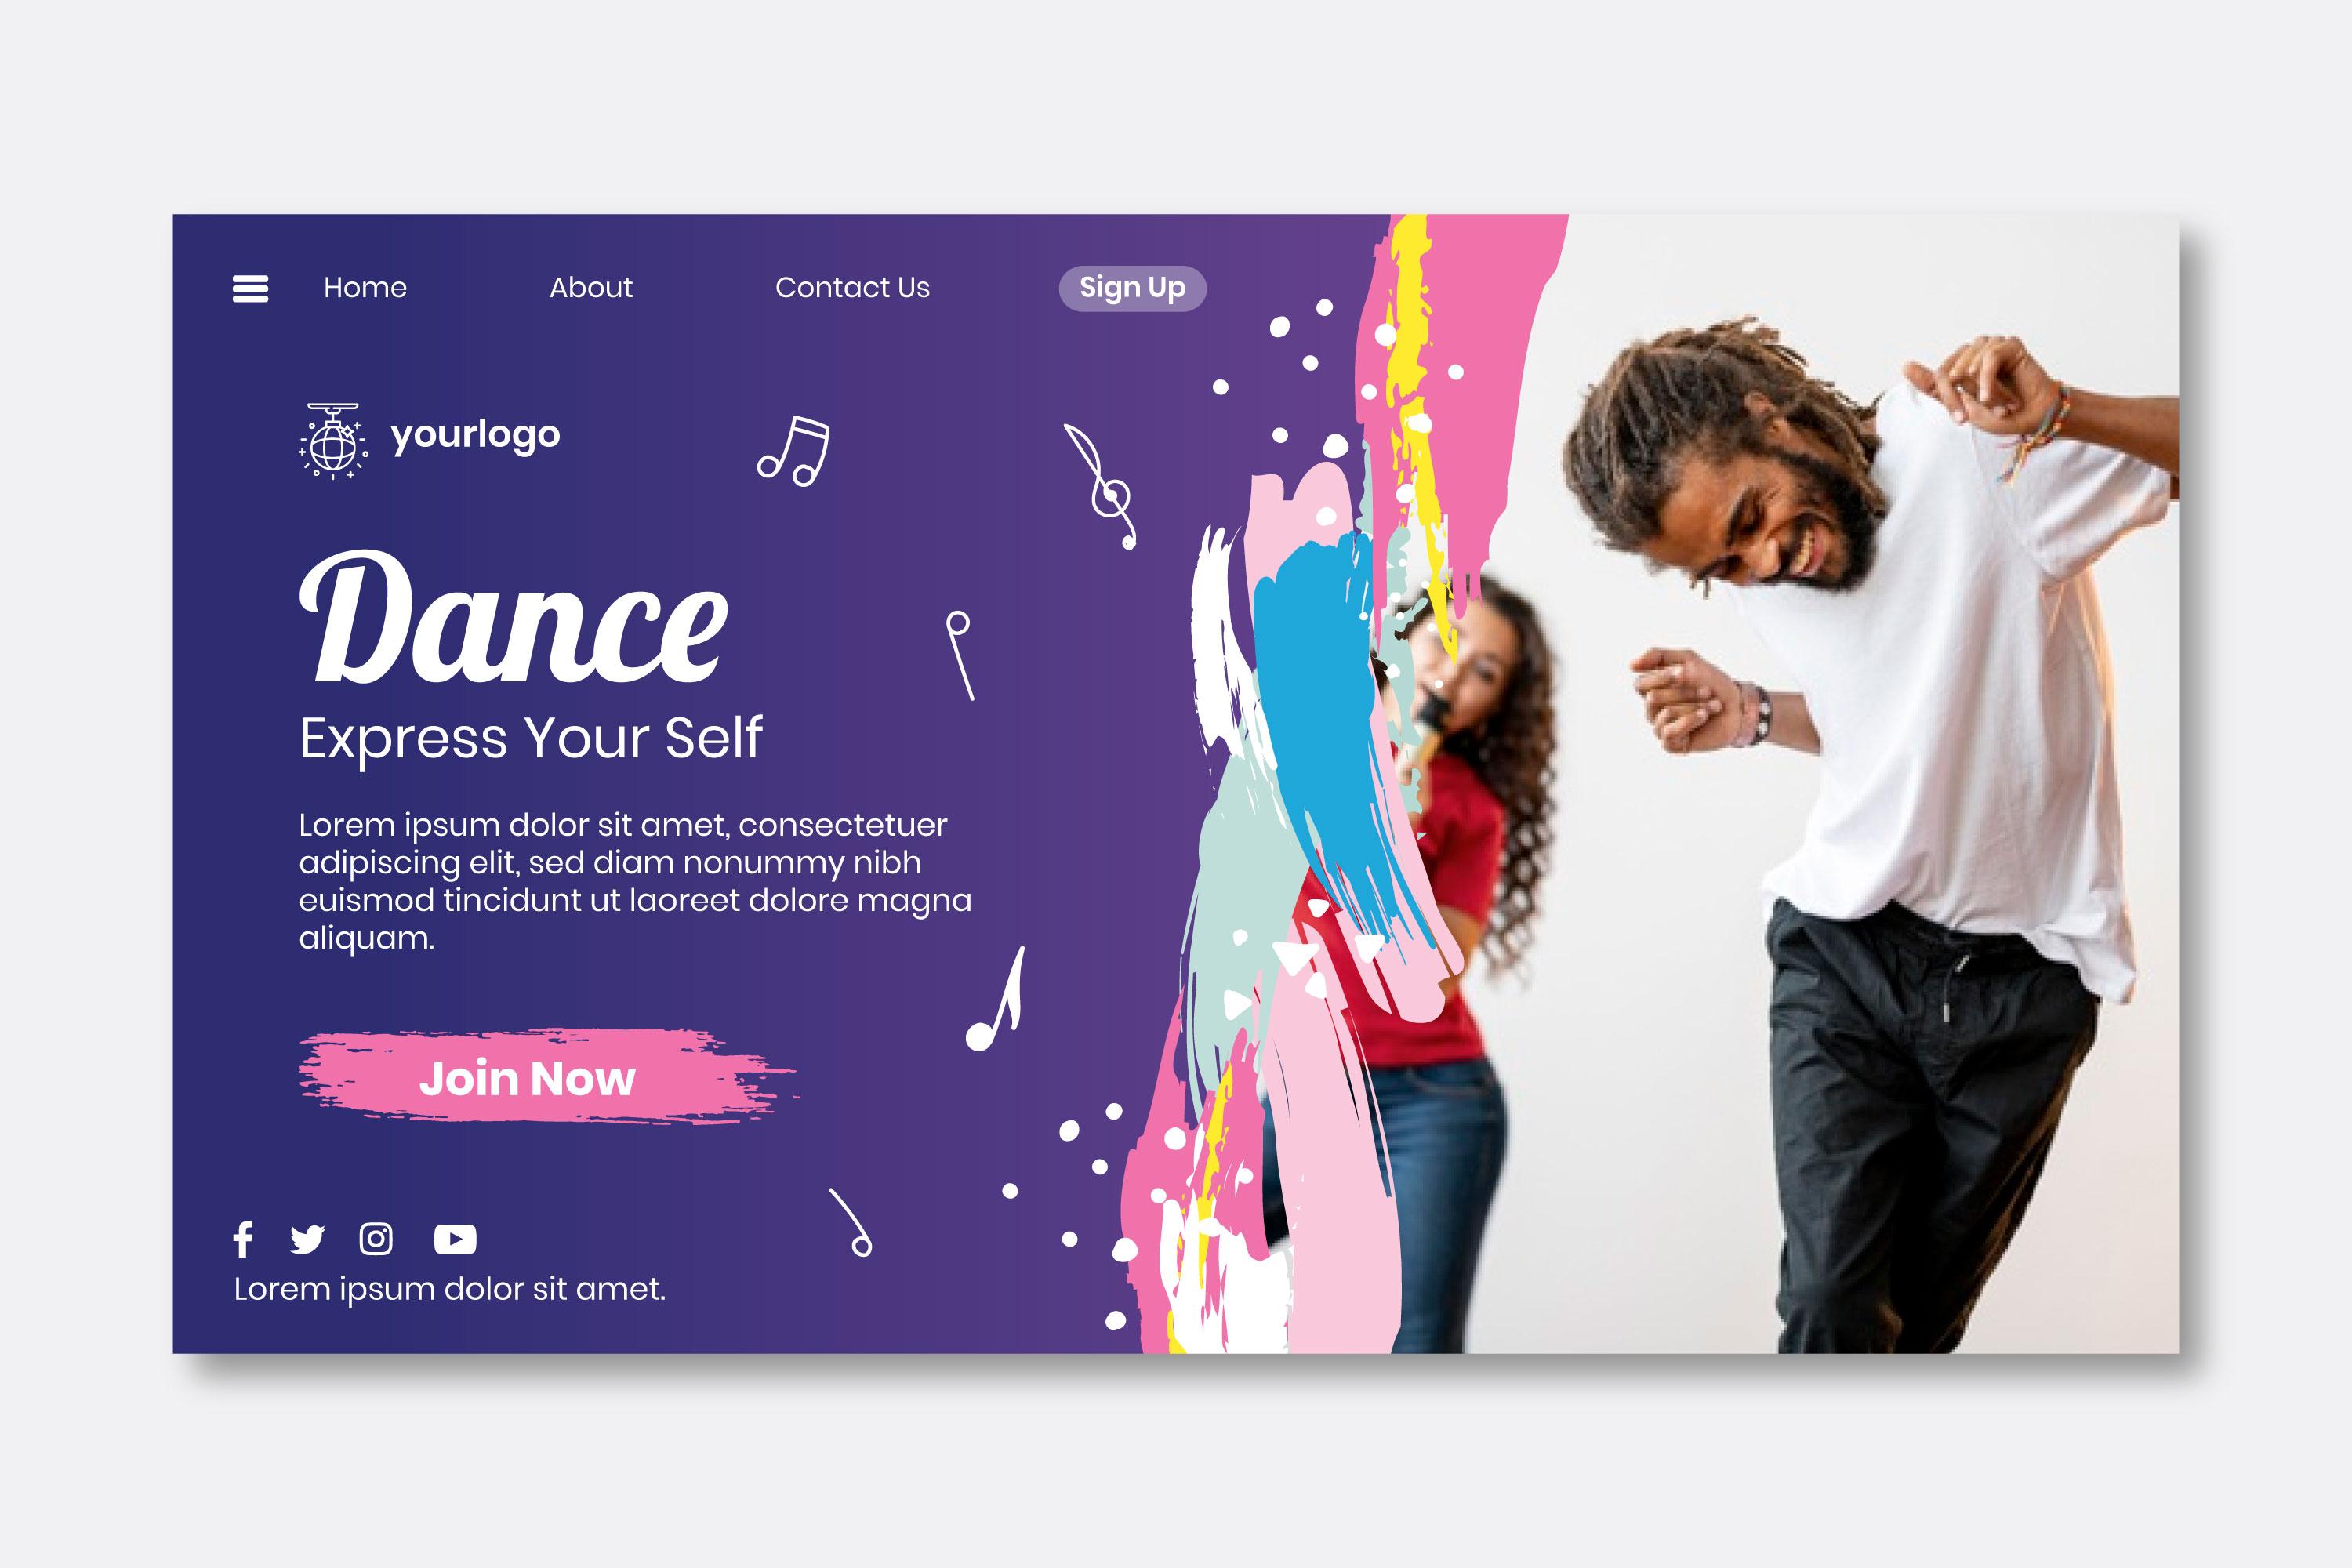 Home About Contact Us Sign Up
yourlogo
Dance
Express Your Self
Lorem ipsum dolor sit amet, consectetuer
adipiscing elit, sed diam nonummy nibh
euismod tincidunt ut laoreet dolore magna
aliquam.
Join Now
Lorem ipsum dolor sit amet.